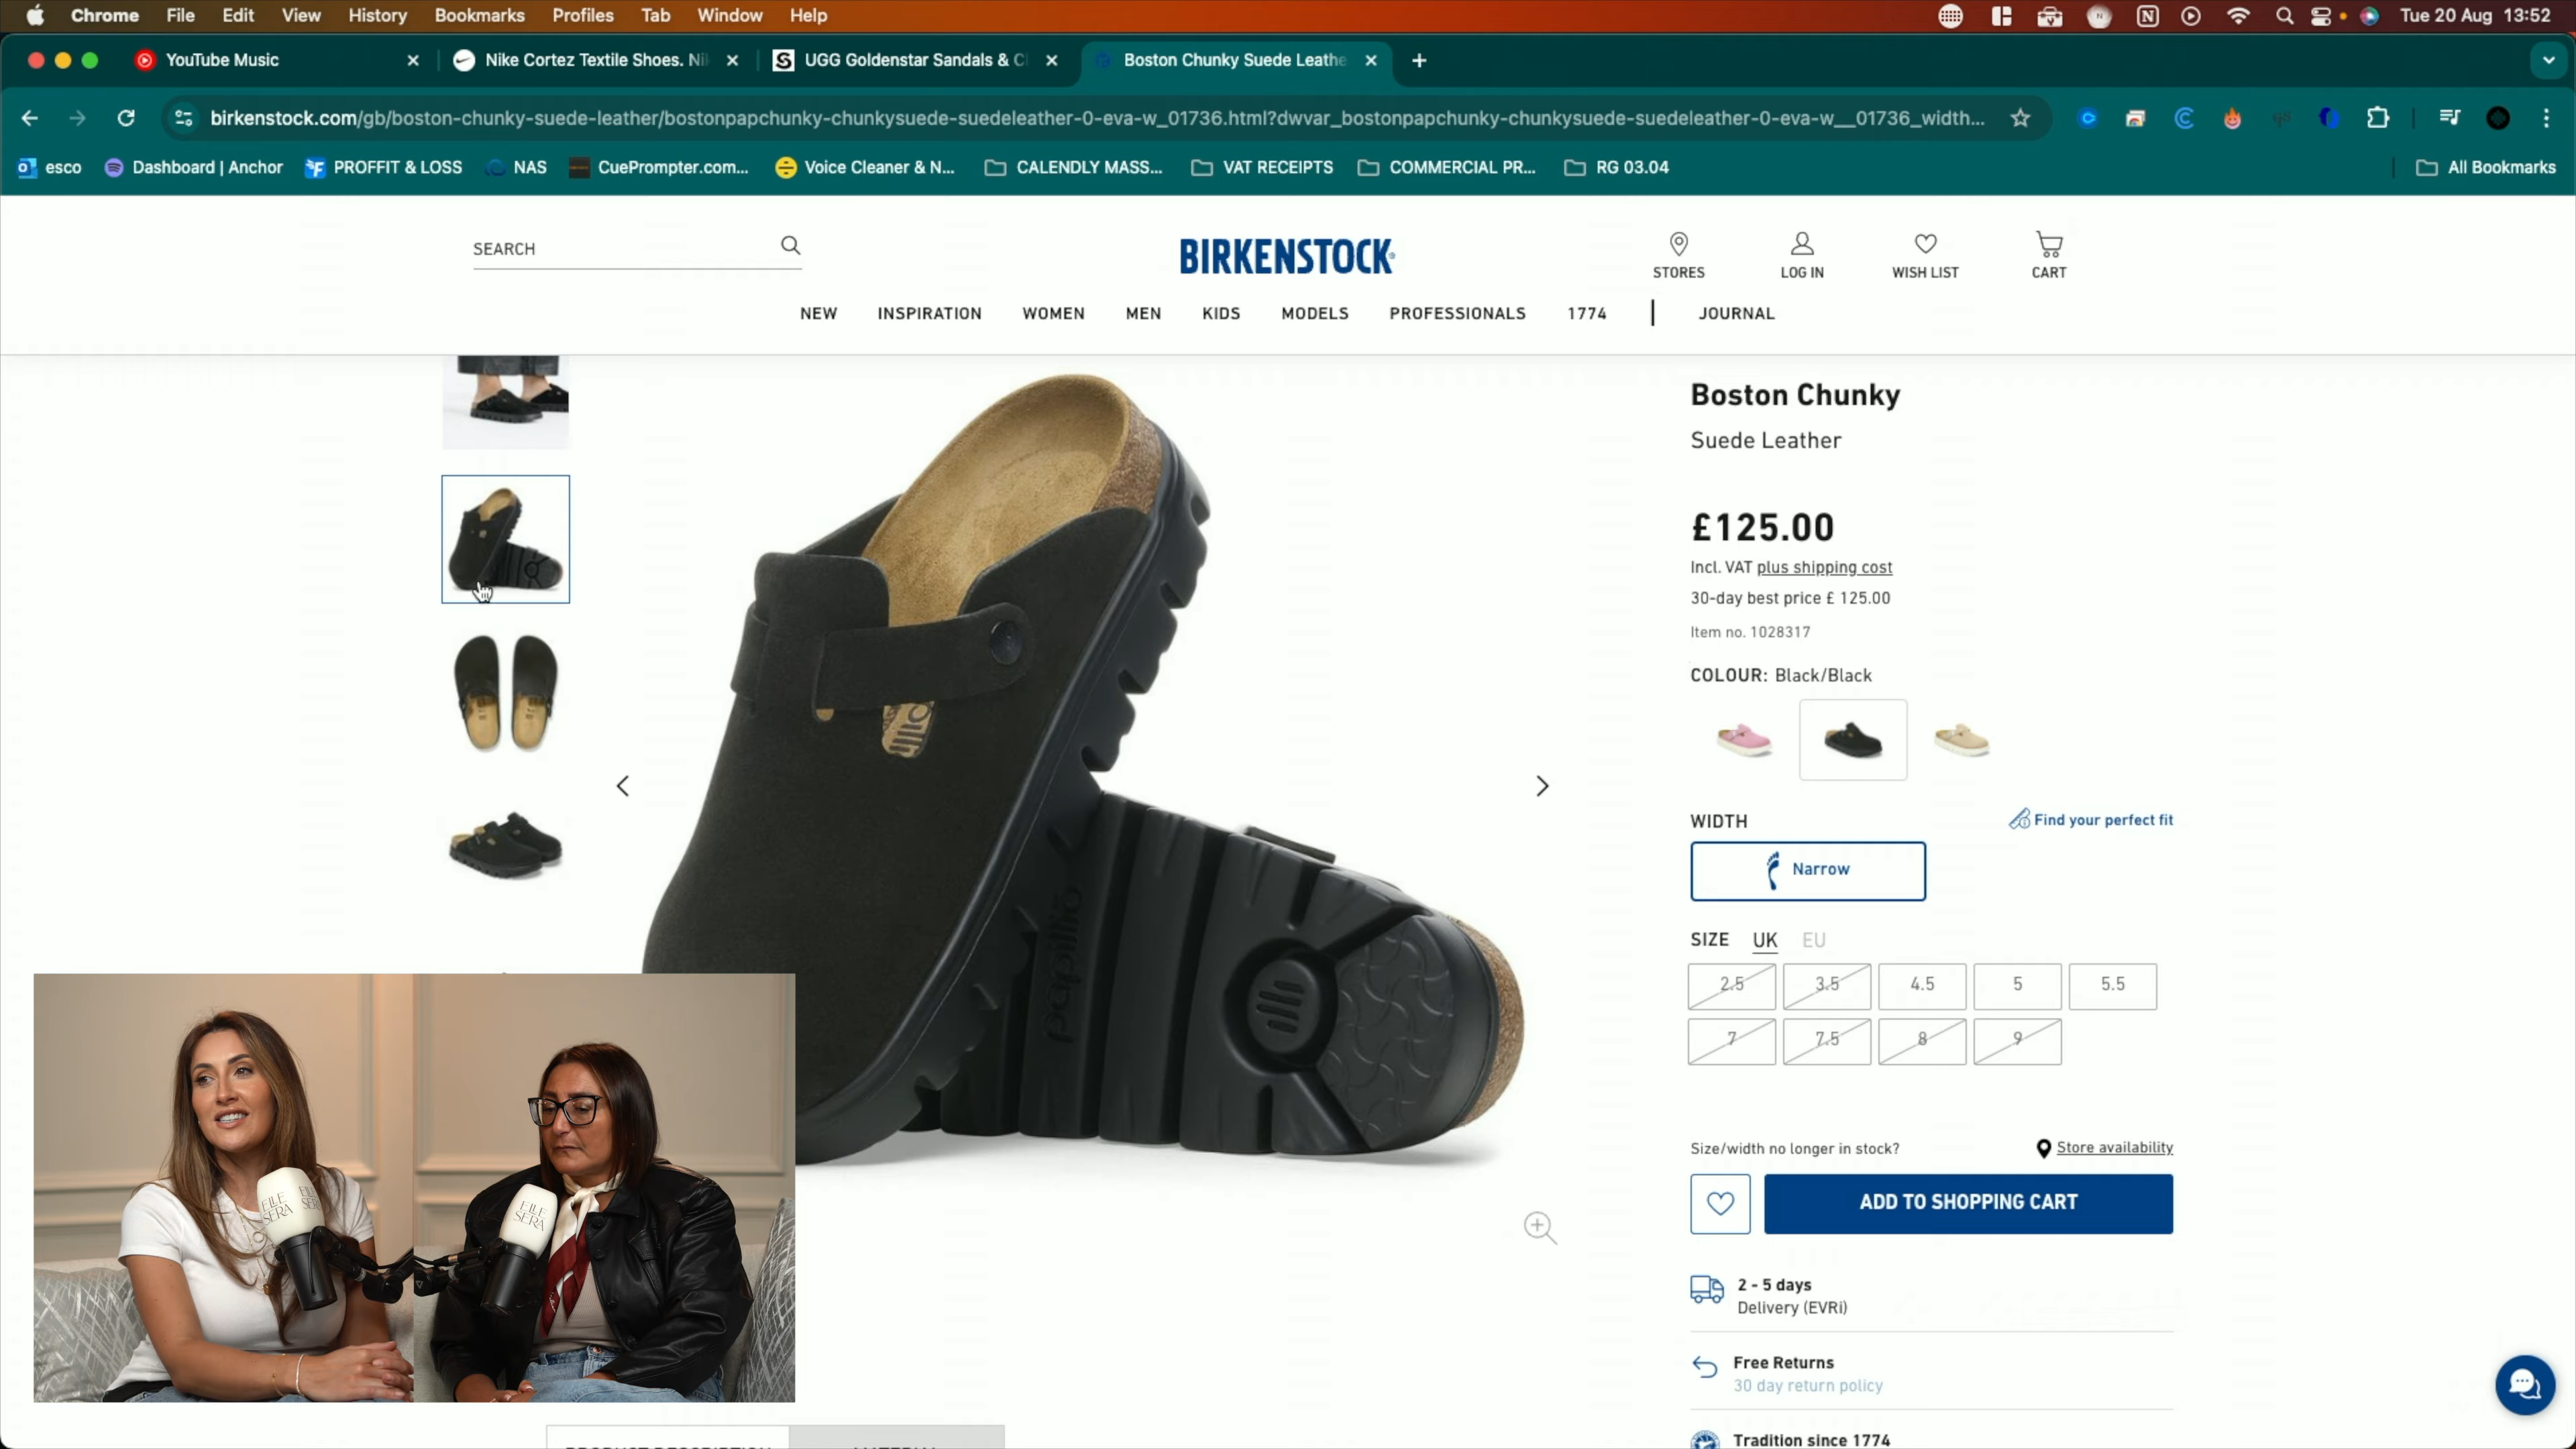 Chrome File Edit View History Bookmarks Profiles Tab Window Help
Tue 20 Aug 13:52
YouTube Music
Nike Cortez Textile Shoes. Ni
UGG Goldenstar Sandals & C
Boston Chunky Suede Leathe
birkenstock.com/gb/boston-chunky-suede-leather/bostonpapchunky-chunkysuede-suedeleather-0-eva-w_01736.html?dwvar_bostonpapchunky-chunkysuede-suedeleather-0-eva-w__01736_width...
esco
Dashboard | Anchor
PROFFIT & LOSS
NAS
CuePrompter.com...
Voice Cleaner & N...
CALENDLY MASS...
VAT RECEIPTS
COMMERCIAL PR...
RG 03.04
All Bookmarks
SEARCH
BIRKENSTOCK
STORES
LOG IN
WISH LIST
CART
NEW INSPIRATION WOMEN MEN KIDS MODELS PROFESSIONALS 1774 | JOURNAL
Boston Chunky
Suede Leather
£125.00
Incl. VAT plus shipping cost
30-day best price £ 125.00
Item no. 1028317
COLOUR: Black/Black
WIDTH
Find your perfect fit
Narrow
SIZE UK EU
2.5 3.5 4.5 5 5.5
7 7.5 8 9
Size/width no longer in stock?
Store availability
ADD TO SHOPPING CART
2 - 5 days
Delivery (EVRi)
Free Returns
30 day return policy
Tradition since 1774
papillio
ELLE
SERA
ELLE
SERA